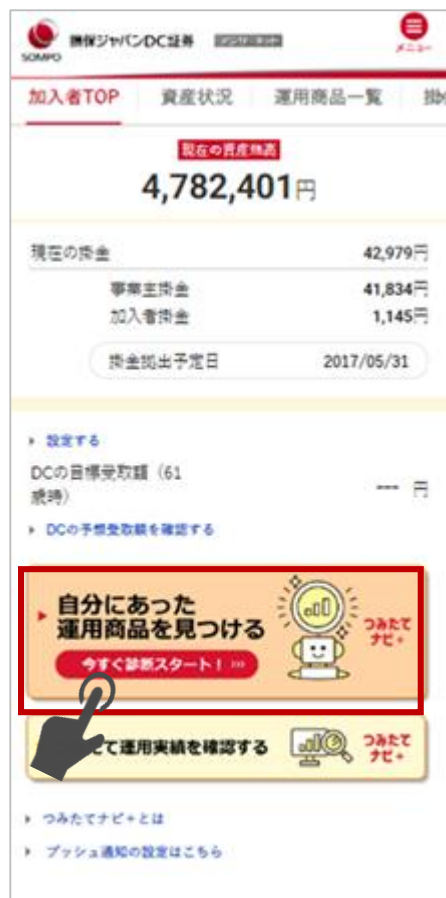 SOMPO
損保ジャパンDC証券
メニュー
加入者TOP 資産状況 運用商品一覧
現在の資産残高
4,782,401円
現在の掛金 42,979円
事業主掛金 41,834円
加入者掛金 1,145円
掛金拠出予定日 2017/05/31
設定する
DCの目標受取額（61
歳時） --- 円
DCの予想受取額を確認する
自分にあった
運用商品を見つける
今すぐ診断スタート！
つみたて
ナビ+
て運用実績を確認する
つみたて
ナビ+
つみたてナビ+とは
プッシュ通知の設定はこちら